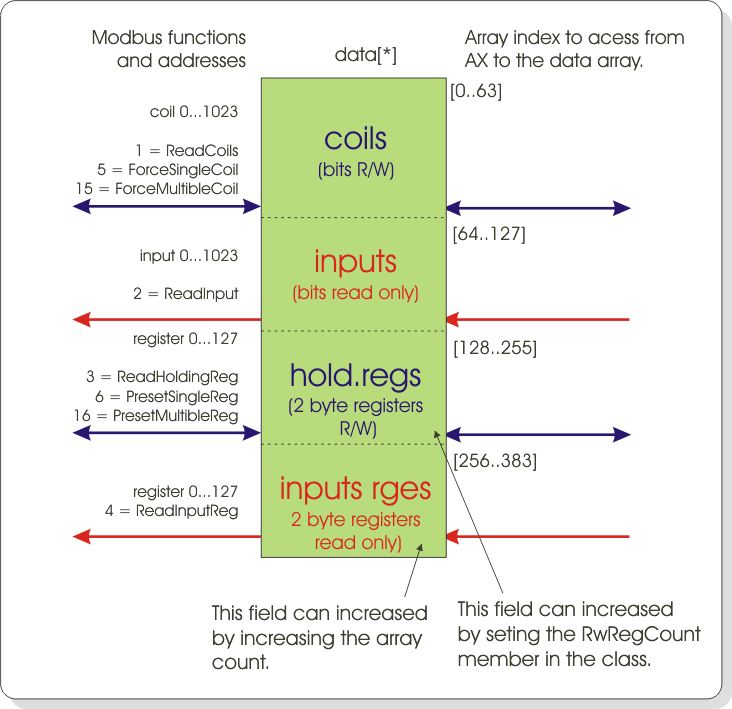 Modbus functions
and addresses
data[*]
Array index to acess from
AX to the data array.
[0..63]
coil 0...1023
1 = ReadCoils
5 = ForceSingleCoil
15 = ForceMultibleCoil
coils
(bits R/W)
[64..127]
input 0...1023
2 = ReadInput
inputs
(bits read only)
register 0...127
[128..255]
3 = ReadHoldingReg
6 = PresetSingleReg
16 = PresetMultibleReg
hold.regs
(2 byte registers
R/W)
[256..383]
register 0...127
4 = ReadInputReg
inputs rges
2 byte registers
read only)
This field can increased
by increasing the array
count.
This field can increased
by seting the RwRegCount
member in the class.